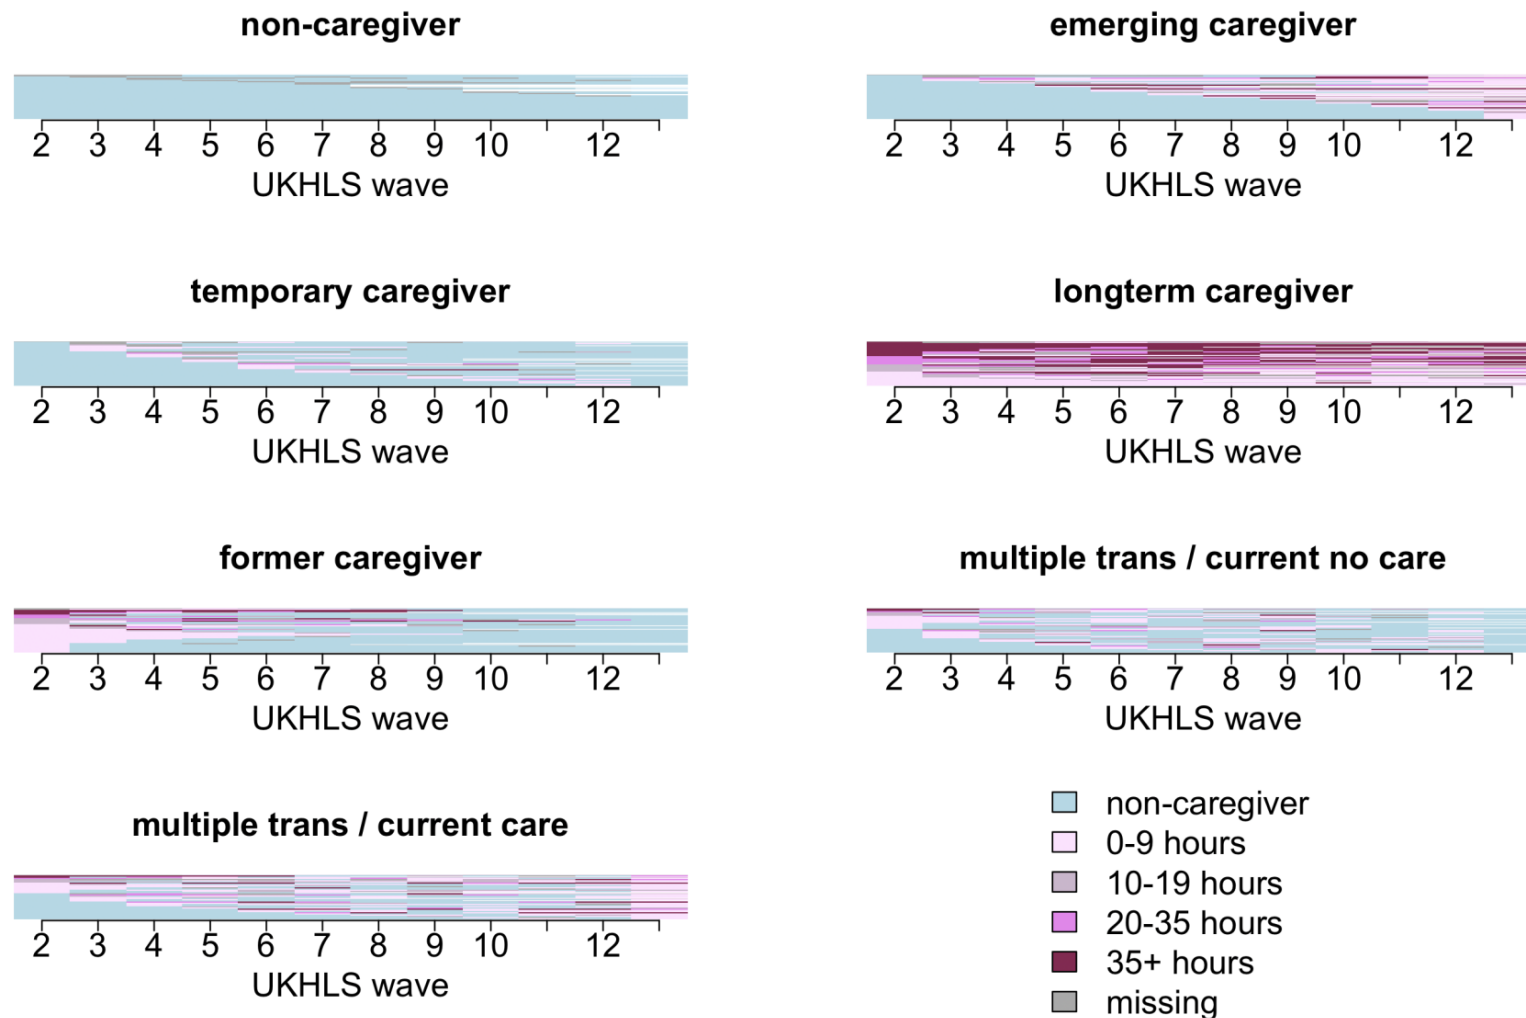 non-caregiver
2 3 4 5 6 7 8 9 10 12
UKHLS wave
emerging caregiver
2 3 4 5 6 7 8 9 10 12
UKHLS wave
temporary caregiver
2 3 4 5 6 7 8 9 10 12
UKHLS wave
longterm caregiver
2 3 4 5 6 7 8 9 10 12
UKHLS wave
former caregiver
2 3 4 5 6 7 8 9 10 12
UKHLS wave
multiple trans / current no care
2 3 4 5 6 7 8 9 10 12
UKHLS wave
multiple trans / current care
2 3 4 5 6 7 8 9 10 12
UKHLS wave
non-caregiver
0-9 hours
10-19 hours
20-35 hours
35+ hours
missing